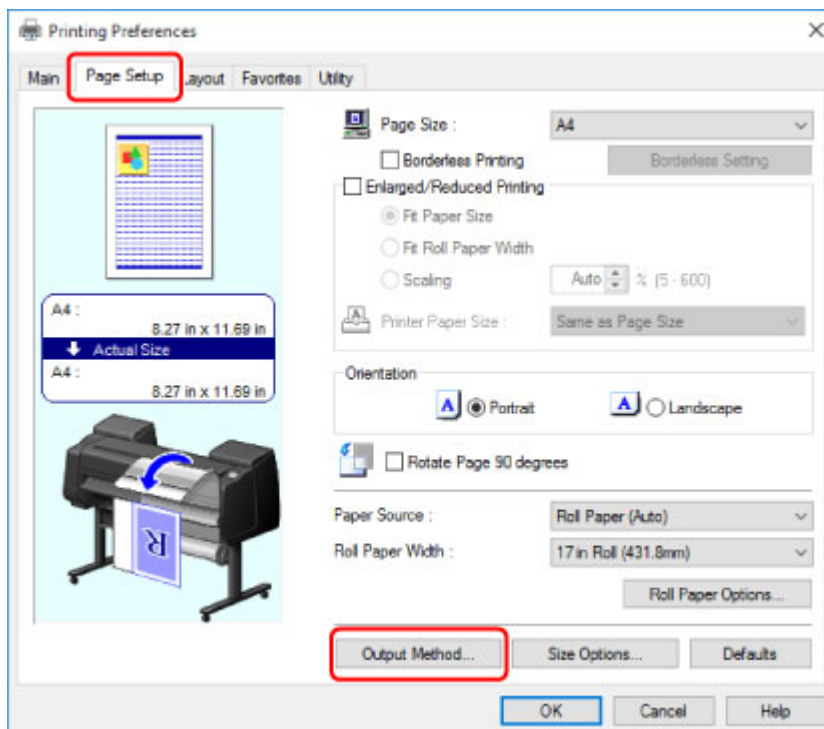 Printing Preferences
Main Page Setup Layout Favorites Utility
Page Size : A4
Borderless Printing Borderless Setting
Enlarged/Reduced Printing
Fit Paper Size
Fit Roll Paper Width
Scaling Auto % (5 - 600)
Printer Paper Size : Same as Page Size
A4 :
8.27 in x 11.69 in
Actual Size
A4 :
8.27 in x 11.69 in
Orientation
A Portrait A Landscape
Rotate Page 90 degrees
R
Paper Source : Roll Paper (Auto)
Roll Paper Width : 17 in Roll (431.8mm)
Roll Paper Options...
Output Method... Size Options... Defaults
OK Cancel Help